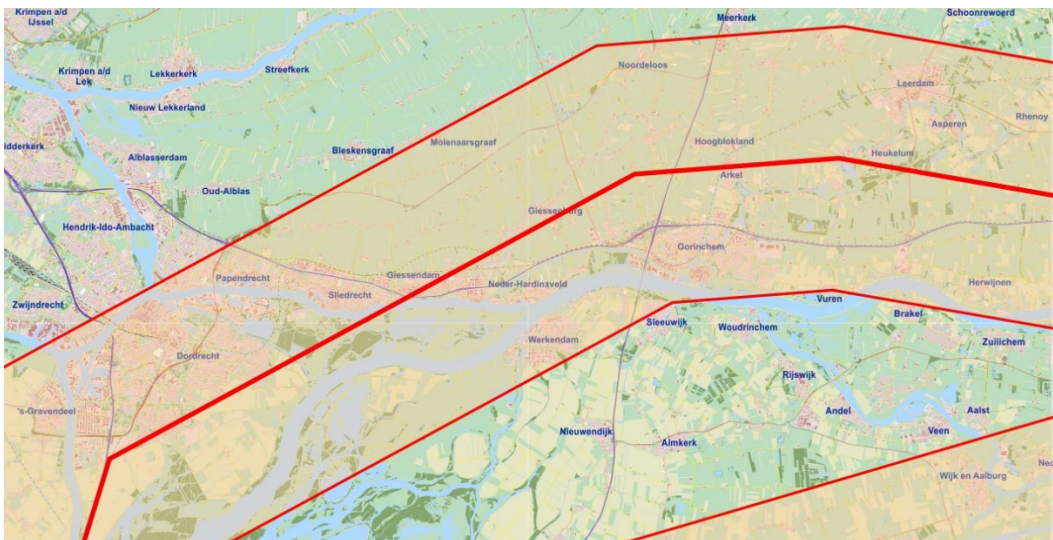 Krimpen a/d
IJssel
Meerkerk
Schoonrewoerd
Krimpen a/d
Lek
Lekkerkerk
Streefkerk
Noordeloos
Leerdam
Nieuw Lekkerland
Asperen
Rhenoy
idderkerk
Alblasserdam
Bleskensgraaf
Molenaarsgraaf
Hoogblokland
Heukelum
Arkel
Oud-Alblas
Giessenburg
Hendrik-Ido-Ambacht
Gorinchem
Papendrecht
Giessendam
Neder-Hardinxveld
Herwijnen
Sliedrecht
Zwijndrecht
Vuren
Brakel
Sleeuwijk
Woudrinchem
Werkendam
Zuilichem
Dordrecht
Rijswijk
's-Gravendeel
Andel
Aalst
Nieuwendijk
Veen
Almkerk
Ned
Wijk en Aalburg